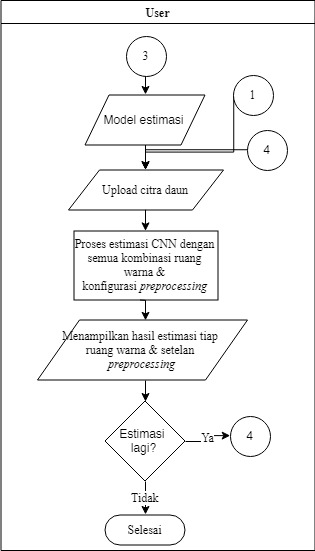 User
3
1
Model estimasi
4
Upload citra daun
Proses estimasi CNN dengan
semua kombinasi ruang
warna &
konfigurasi preprocessing
Menampilkan hasil estimasi tiap
ruang warna & setelan
preprocessing
Estimasi
lagi?
Ya
4
Tidak
Selesai